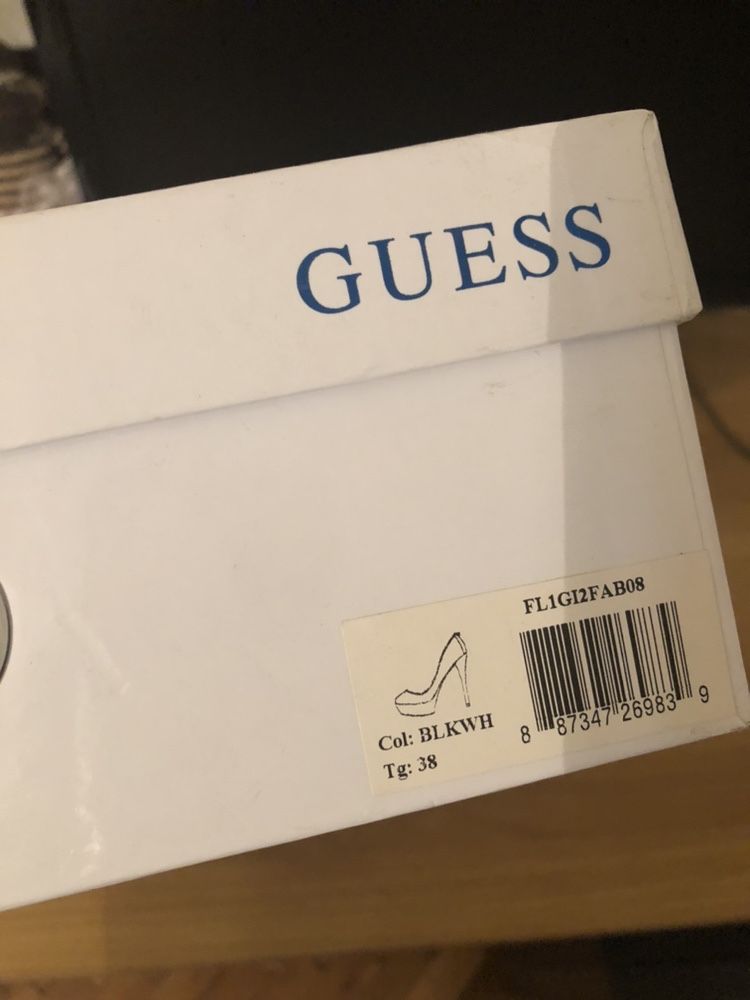 GUESS
FL1GI2FAB08
8 87347 26983 9
Col: BLKWH
Tg: 38